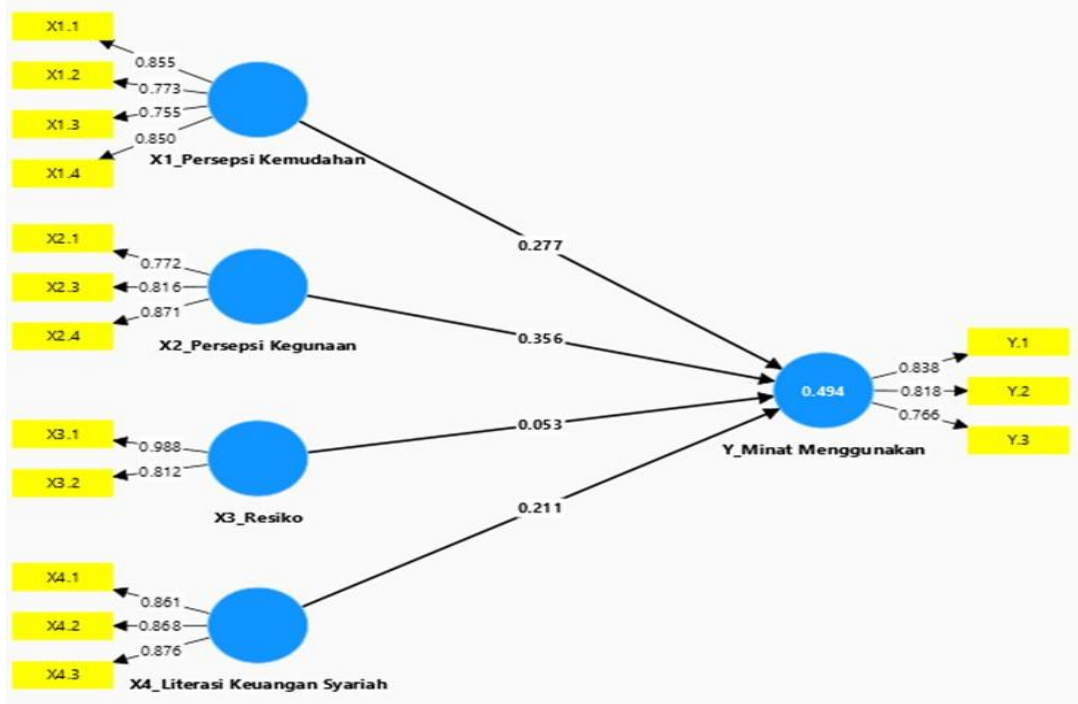 X1.1
0.855
X1.2
0.773
X1.3
0.755
0.850
X1.4
X1_Persepsi Kemudahan
X2.1
0.772
X2.3
0.816
0.871
X2.4
X2_Persepsi Kegunaan
X3.1
0.988
X3.2
0.812
X3_Resiko
X4.1
0.861
X4.2
0.868
0.876
X4.3
X4_Literasi Keuangan Syariah
0.277
0.356
0.053
0.211
0.494
Y_Minat Menggunakan
Y.1
0.838
Y.2
0.818
0.766
Y.3